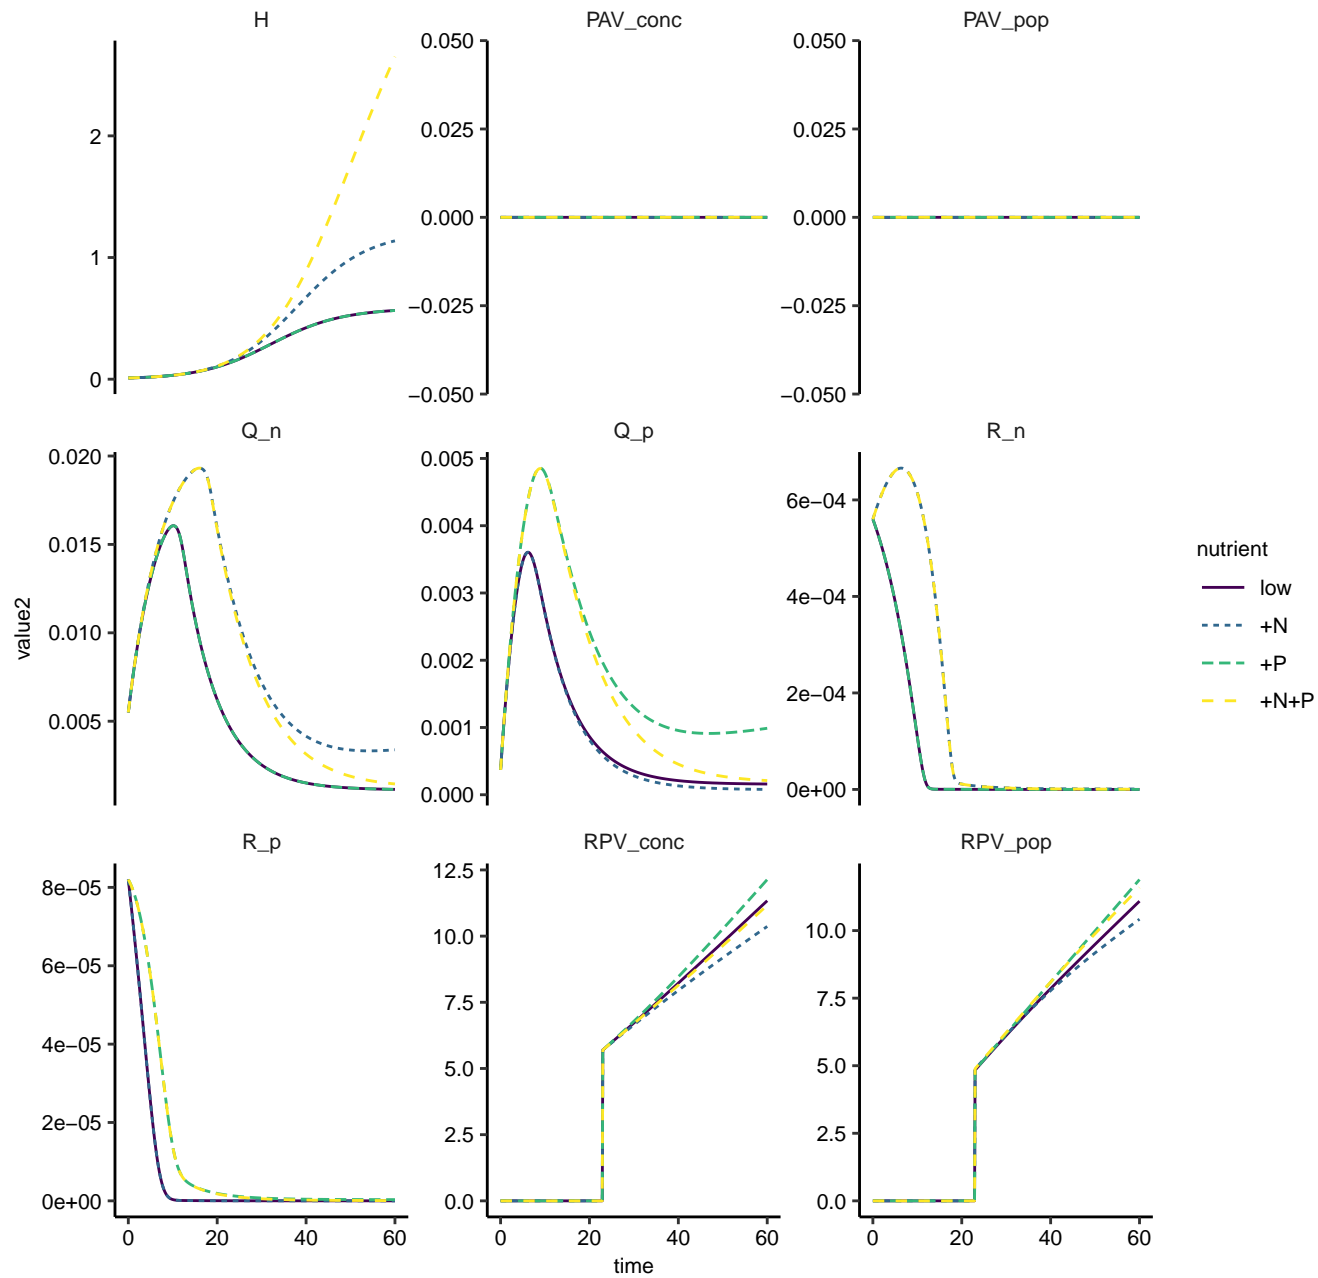 H
PAV_conc
PAV_pop
2
1
0
0.050
0.025
0.000
−0.025
−0.050
0.050
0.025
0.000
−0.025
−0.050
Q_n
Q_p
R_n
0.020
0.015
0.010
0.005
0.005
0.004
0.003
0.002
0.001
0.000
6e−04
4e−04
2e−04
0e+00
R_p
RPV_conc
RPV_pop
8e−05
6e−05
4e−05
2e−05
0e+00
12.5
10.0
7.5
5.0
2.5
0.0
10.0
7.5
5.0
2.5
0.0
0 20 40 60
0 20 40 60
0 20 40 60
time
value2
nutrient
low
+N
+P
+N+P